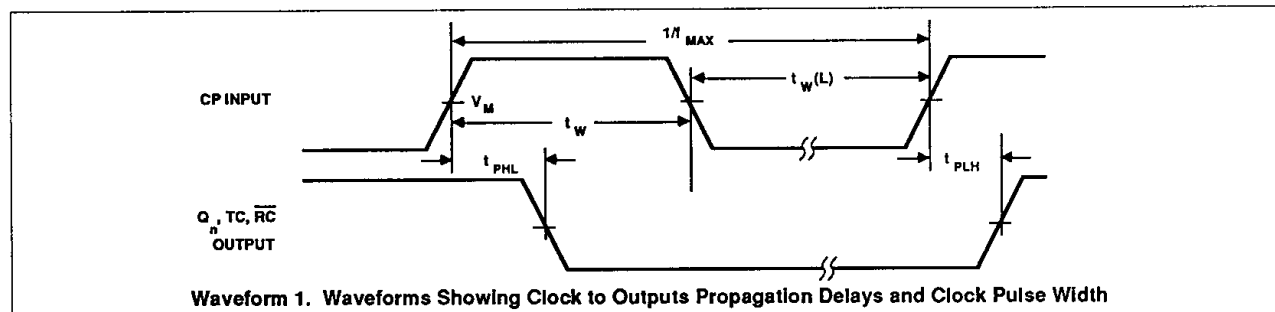 1/f MAX
t W(L)
CP INPUT
V M
t W
t PHL
t PLH
Q n, TC, R̅C̅
OUTPUT
Waveform 1. Waveforms Showing Clock to Outputs Propagation Delays and Clock Pulse Width